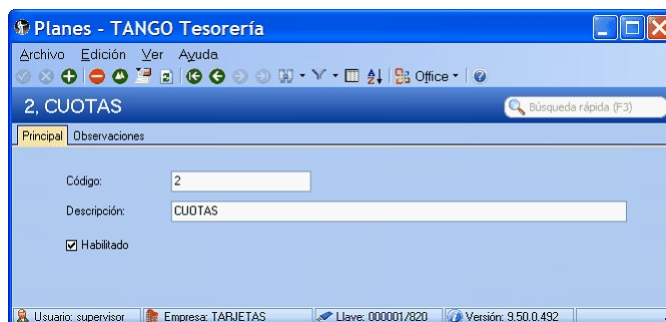 Planes - TANGO Tesorería
Archivo Edición Ver Ayuda
Office
2, CUOTAS
Búsqueda rápida (F3)
Principal Observaciones
Código: 2
Descripción: CUOTAS
Habilitado
Usuario: supervisor Empresa: TARJETAS Llave: 000001/820 Versión: 9.50.0.492